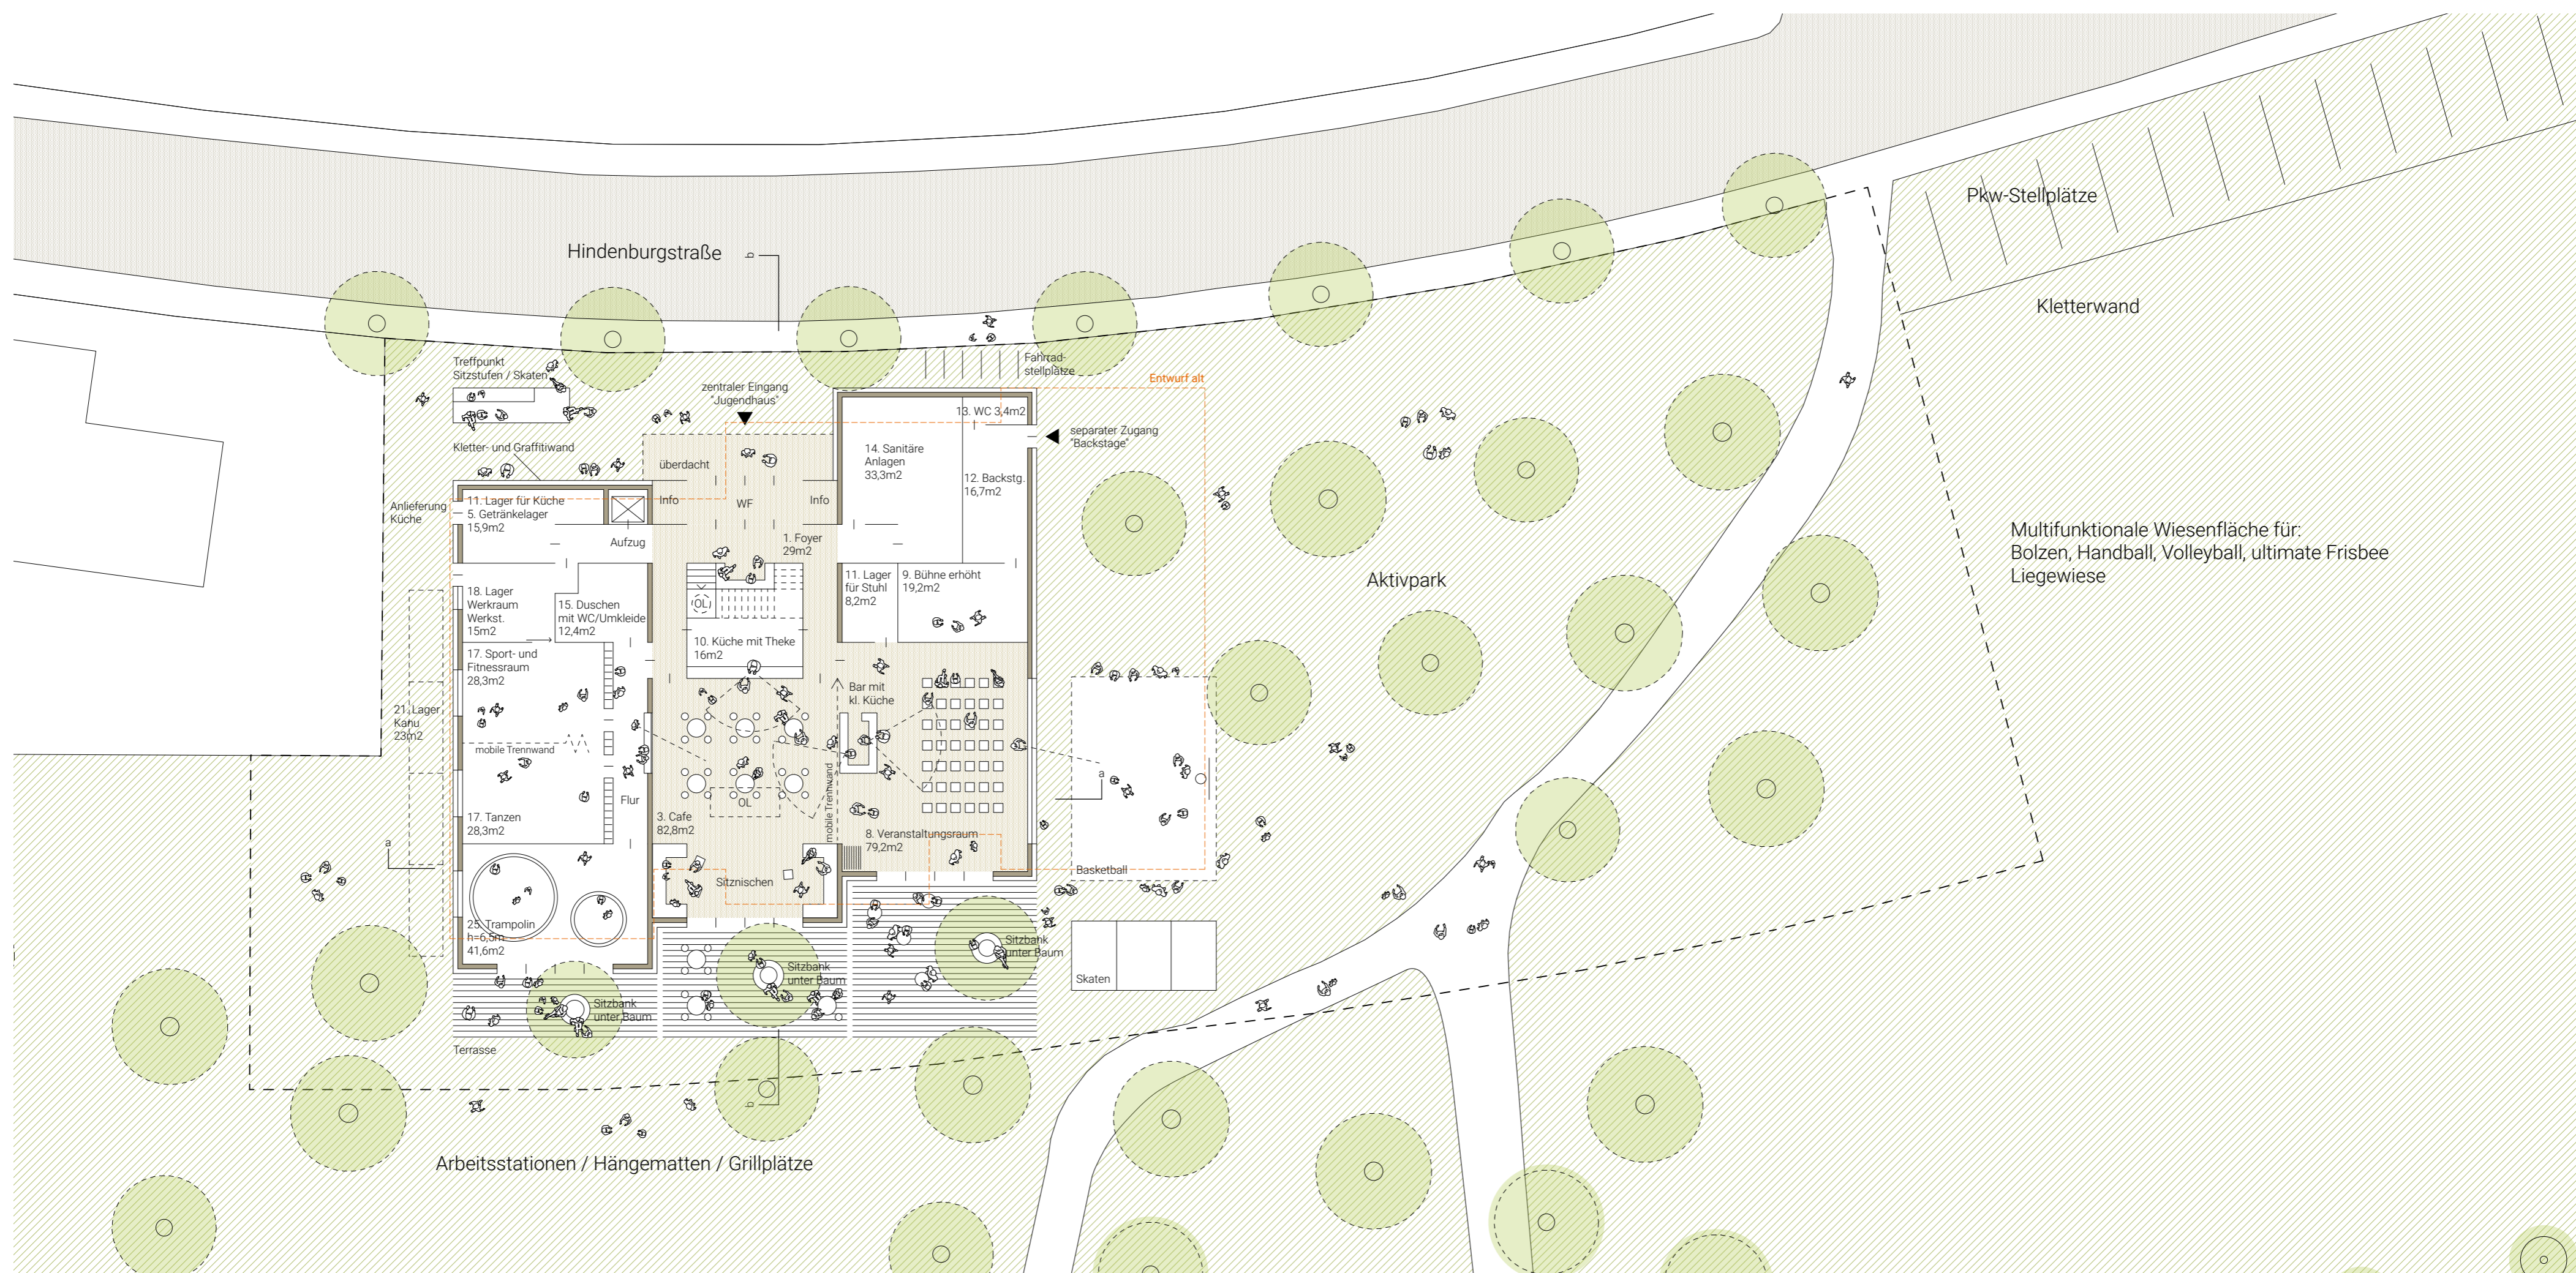 Pkw-Stellplätze
Hindenburgstraße
b
Kletterwand
Treffpunkt
Sitzstufen / Skaten
Fahrrad-
stellplätze
Entwurf alt
zentraler Eingang
"Jugendhaus"
13. WC 3,4m2
separater Zugang
"Backstage"
Kletter- und Graffitiwand
überdacht
14. Sanitäre
Anlagen
33,3m2
12. Backstg.
16,7m2
Anlieferung
Küche
11. Lager für Küche
5. Getränkelager
15,9m2
Info
WF
Info
Aufzug
1. Foyer
29m2
Multifunktionale Wiesenfläche für:
Bolzen, Handball, Volleyball, ultimate Frisbee
Liegewiese
Aktivpark
18. Lager
Werkraum
Werkst.
15m2
15. Duschen
mit WC/Umkleide
12,4m2
OL
11. Lager
für Stuhl
8,2m2
9. Bühne erhöht
19,2m2
10. Küche mit Theke
16m2
17. Sport- und
Fitnessraum
28,3m2
Bar mit
kl. Küche
21. Lager
Kanu
23m2
mobile Trennwand
mobile Trennwand
a
Flur
OL
17. Tanzen
28,3m2
3. Cafe
82,8m2
8. Veranstaltungsraum
79,2m2
a
Basketball
Sitznischen
25. Trampolin
h=6,5m
41,6m2
Sitzbank
unter Baum
Sitzbank
unter Baum
Sitzbank
unter Baum
Skaten
Terrasse
b
Arbeitsstationen / Hängematten / Grillplätze